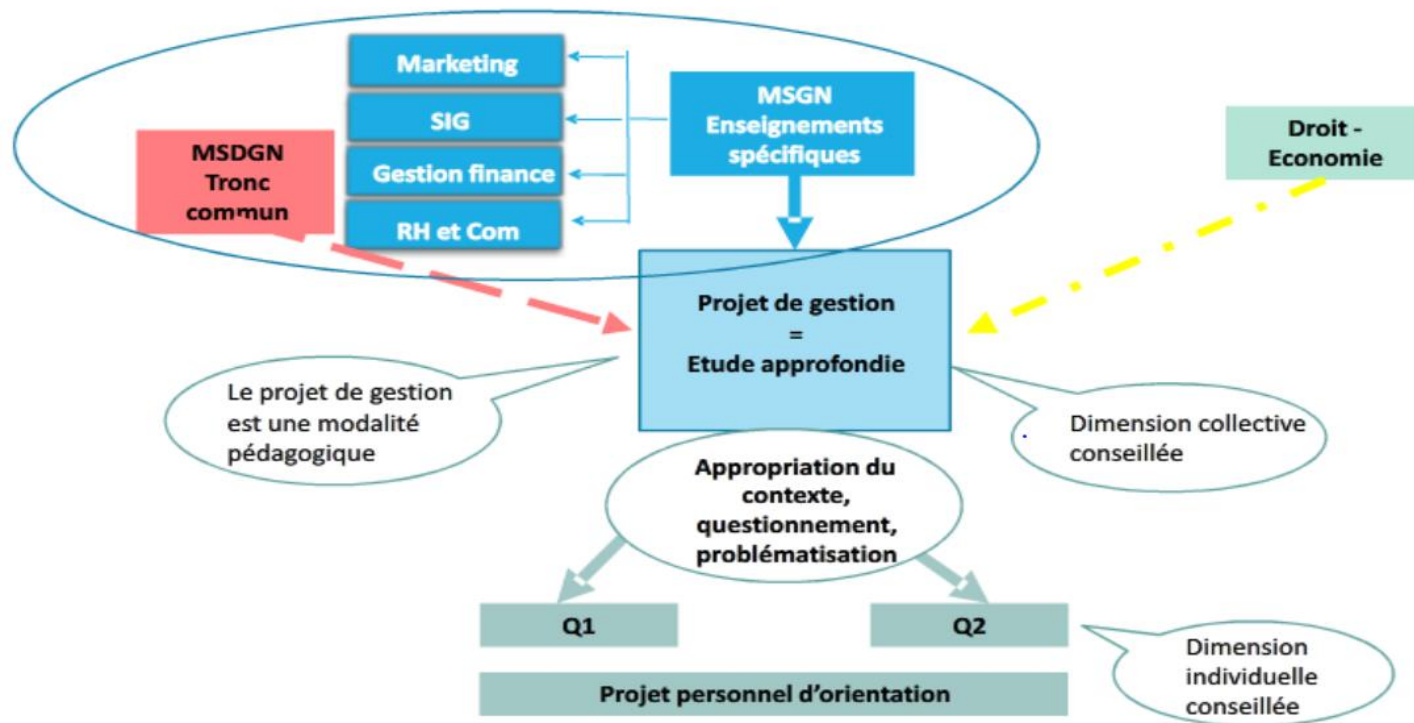 Marketing
SIG
Gestion finance
RH et Com
MSGN
Enseignements
spécifiques
MSDGN
Tronc
commun
Droit -
Economie
Projet de gestion
=
Etude approfondie
Le projet de gestion
est une modalité
pédagogique
Dimension collective
conseillée
Appropriation du
contexte,
questionnement,
problématisation
Q1
Q2
Dimension
individuelle
conseillée
Projet personnel d'orientation